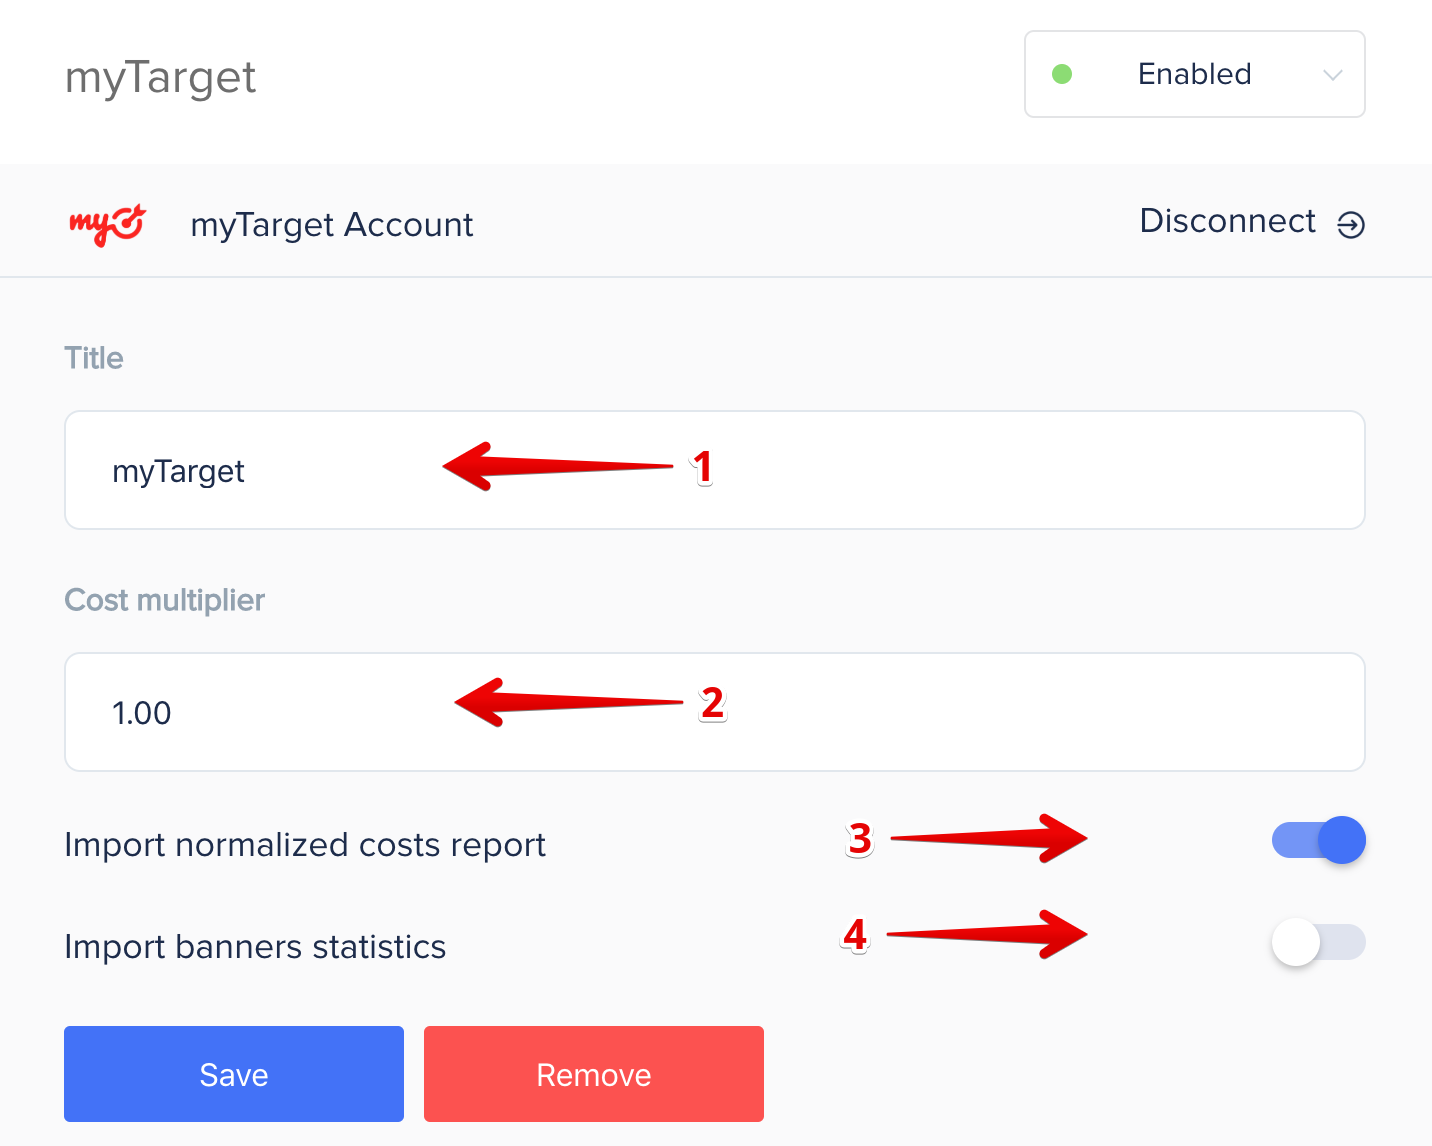 myTarget
Enabled
my
myTarget Account
Disconnect
Title
myTarget
1
Cost multiplier
1.00
2
Import normalized costs report
3
Import banners statistics
4
Save
Remove